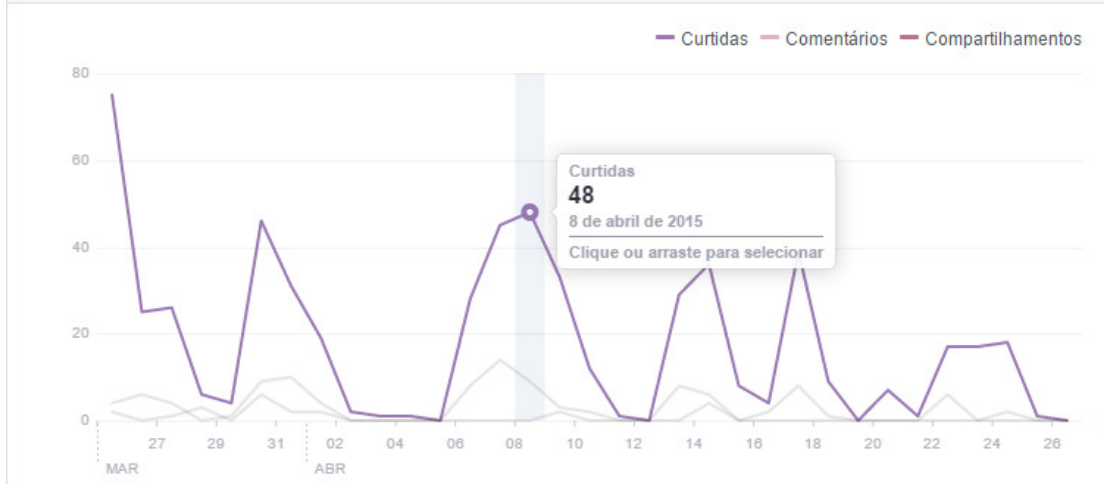 Curtidas Comentários Compartilhamentos
80
60
Curtidas
48
8 de abril de 2015
Clique ou arraste para selecionar
40
20
0
27 29 31 02 04 06 08 10 12 14 16 18 20 22 24 26
MAR ABR